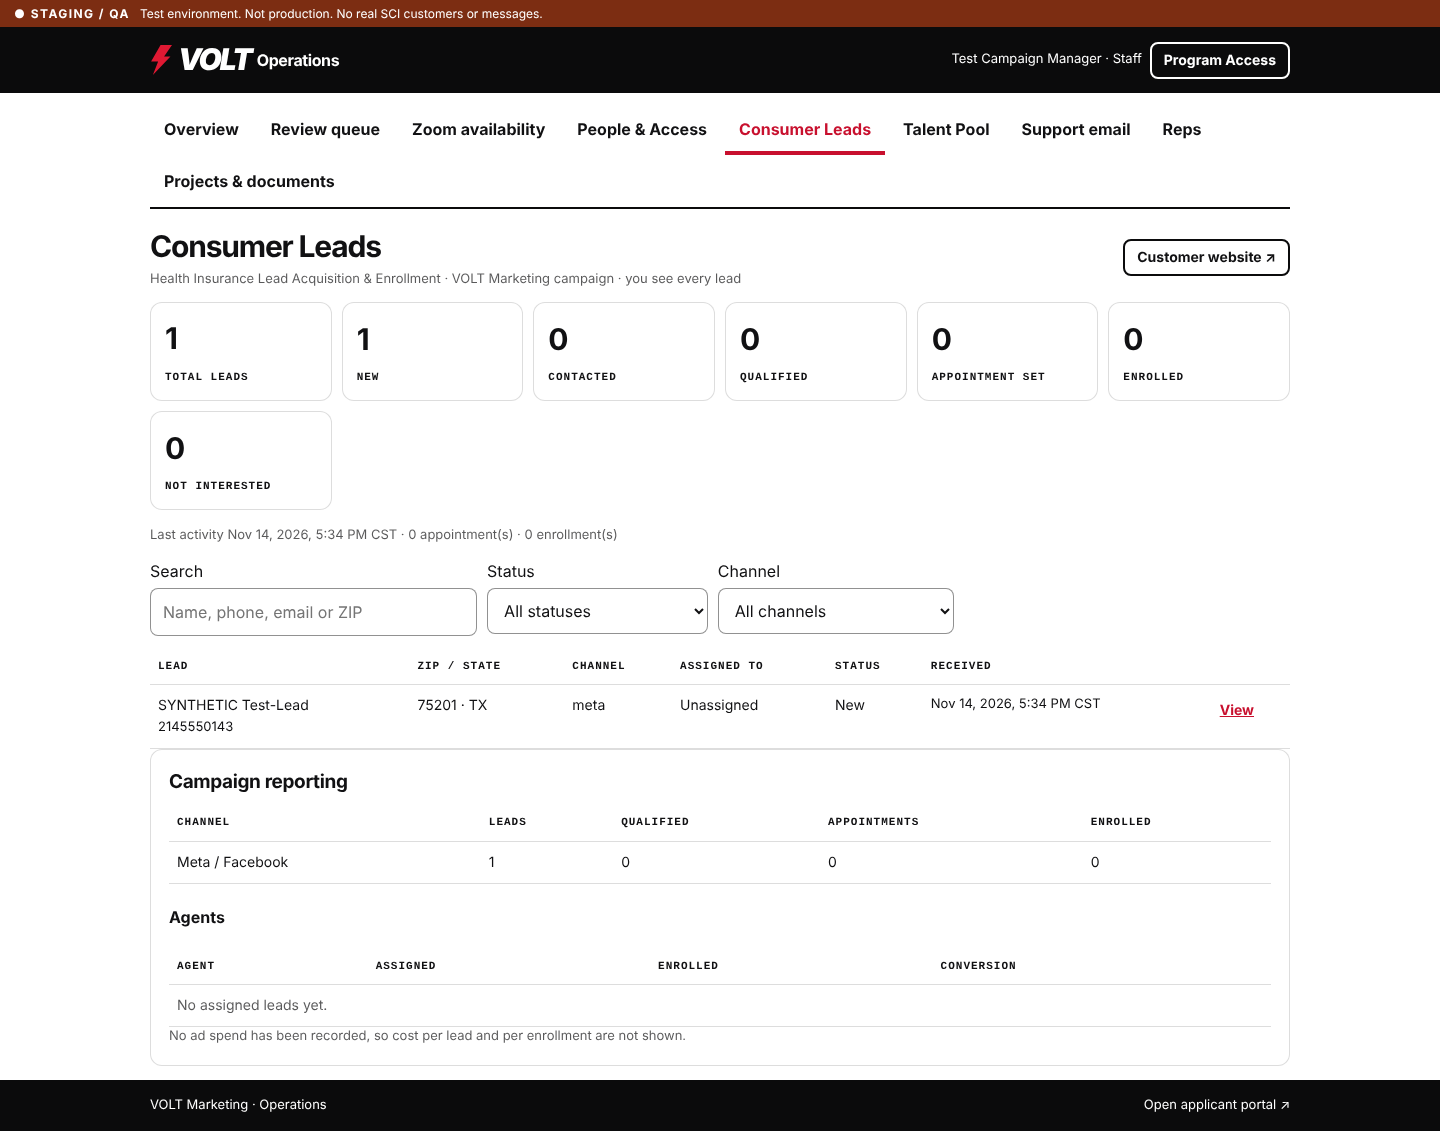 STAGING / QA Test environment. Not production. No real SCI customers or messages.
VOLT Operations
Test Campaign Manager · Staff
Program Access
Overview
Review queue
Zoom availability
People & Access
Consumer Leads
Talent Pool
Support email
Reps
Projects & documents
Consumer Leads
Customer website ↗
Health Insurance Lead Acquisition & Enrollment · VOLT Marketing campaign · you see every lead
1
TOTAL LEADS
1
NEW
0
CONTACTED
0
QUALIFIED
0
APPOINTMENT SET
0
ENROLLED
0
NOT INTERESTED
Last activity Nov 14, 2026, 5:34 PM CST · 0 appointment(s) · 0 enrollment(s)
Search
Name, phone, email or ZIP
Status
All statuses
Channel
All channels
LEAD ZIP / STATE CHANNEL ASSIGNED TO STATUS RECEIVED
SYNTHETIC Test-Lead 75201 · TX meta Unassigned New Nov 14, 2026, 5:34 PM CST View
2145550143
Campaign reporting
CHANNEL LEADS QUALIFIED APPOINTMENTS ENROLLED
Meta / Facebook 1 0 0 0
Agents
AGENT ASSIGNED ENROLLED CONVERSION
No assigned leads yet.
No ad spend has been recorded, so cost per lead and per enrollment are not shown.
VOLT Marketing · Operations
Open applicant portal ↗